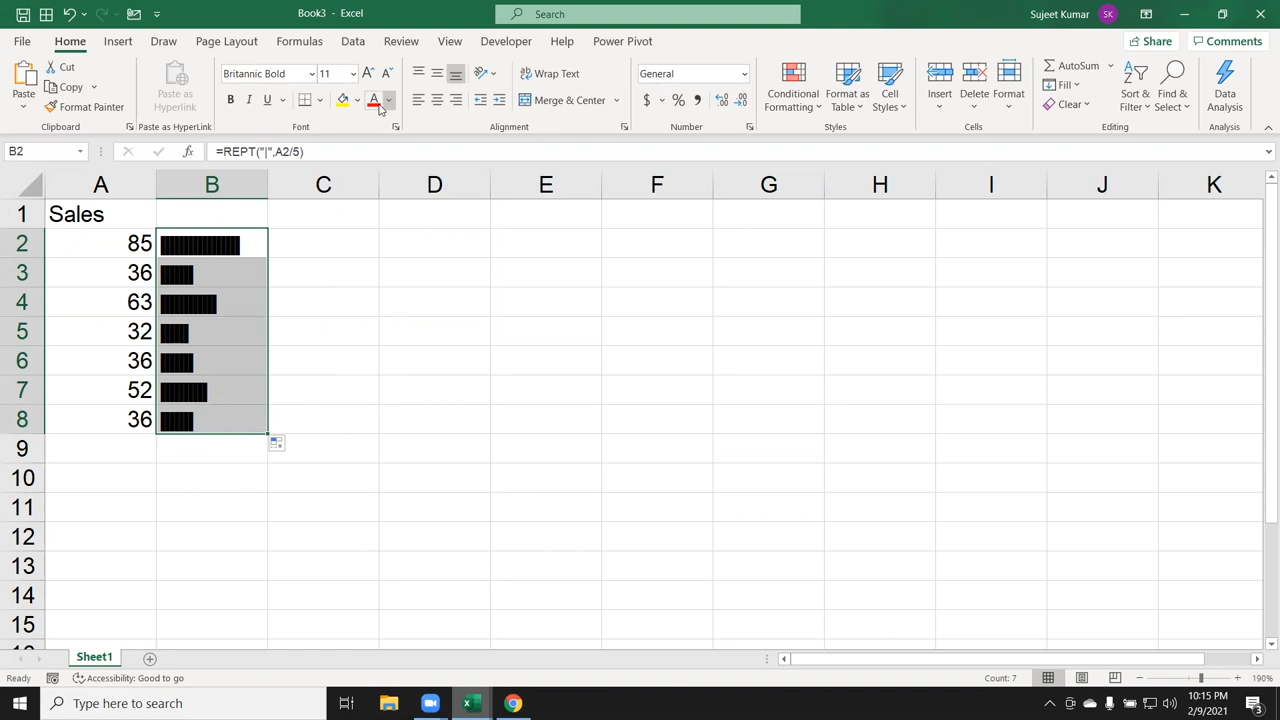 Book3 - Excel
Search
Sujeet Kumar
SK
File
Home
Insert
Draw
Page Layout
Formulas
Data
Review
View
Developer
Help
Power Pivot
Share
Comments
Paste
Cut
Copy
Format Painter
Clipboard
Paste as
Hyperlink
Paste as HyperLink
Britannic Bold
11
B I U
Font
Wrap Text
Merge & Center
Alignment
General
$ % ,
Number
Conditional
Formatting
Format as
Table
Cell
Styles
Styles
Insert
Delete
Format
Cells
AutoSum
Fill
Clear
Sort &
Filter
Find &
Select
Editing
Data
Analysis
Analysis
B2
fx
=REPT("|",A2/5)
A B C D E F G H I J K
1 Sales
2 85
3 36
4 63
5 32
6 36
7 52
8 36
9
10
11
12
13
14
15
Sheet1
Ready
Accessibility: Good to go
Count: 7
190%
Type here to search
10:15 PM
2/9/2021
3